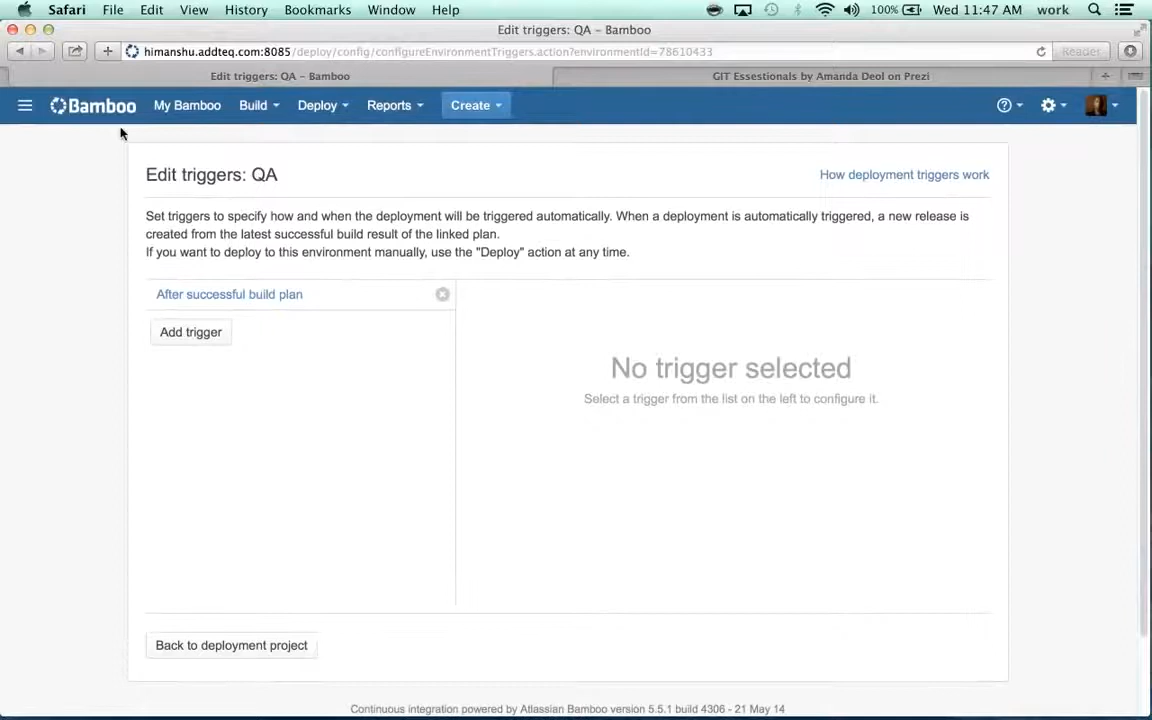 Safari File Edit View History Bookmarks Window Help 100% Wed 11:47 AM work
Edit triggers: QA – Bamboo
himanshu.addteq.com:8085/deploy/config/configureEnvironmentTriggers.action?environmentId=78610433 Reader
Edit triggers: QA – Bamboo GIT Essestionals by Amanda Deol on Prezi
Bamboo My Bamboo Build Deploy Reports Create
Edit triggers: QA How deployment triggers work
Set triggers to specify how and when the deployment will be triggered automatically. When a deployment is automatically triggered, a new release is
created from the latest successful build result of the linked plan.
If you want to deploy to this environment manually, use the "Deploy" action at any time.
After successful build plan
Add trigger
No trigger selected
Select a trigger from the list on the left to configure it.
Back to deployment project
Continuous integration powered by Atlassian Bamboo version 5.5.1 build 4306 - 21 May 14